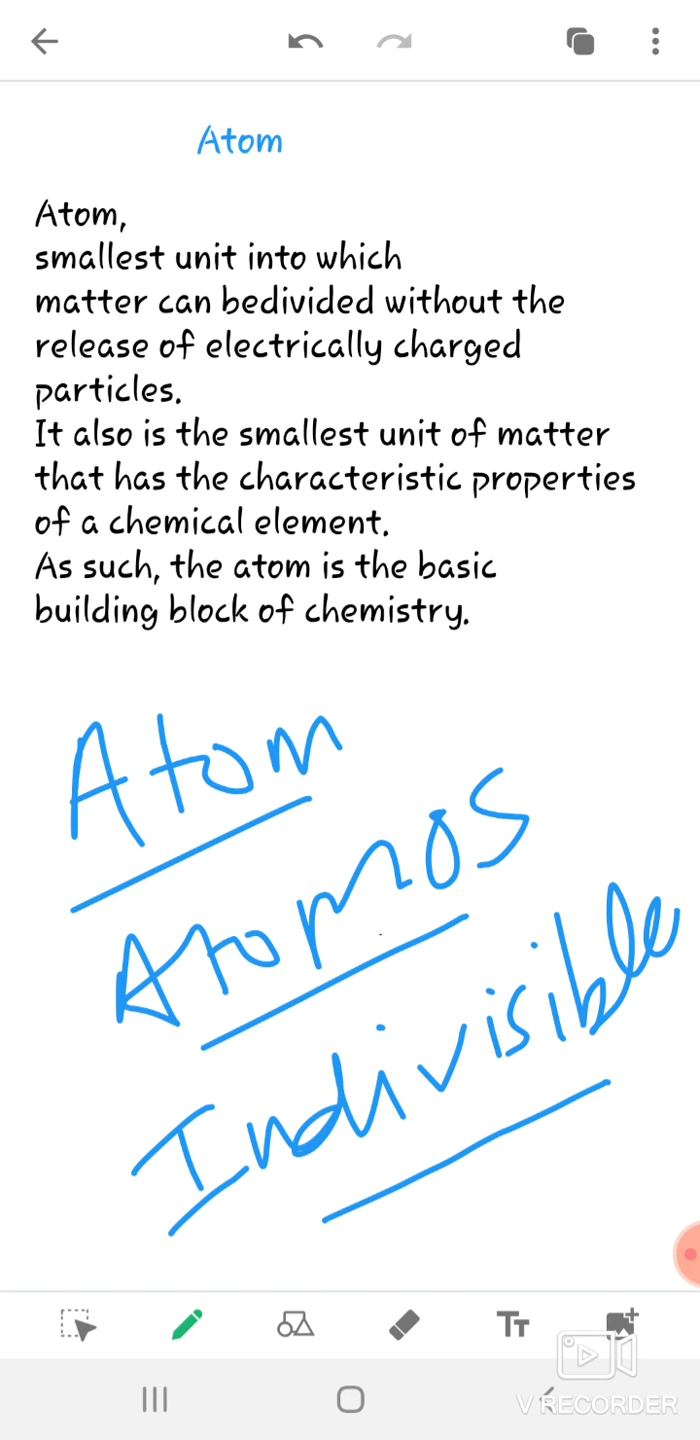 Atom
Atom,
smallest unit into which
matter can bedivided without the
release of electrically charged
particles.
It also is the smallest unit of matter
that has the characteristic properties
of a chemical element.
As such, the atom is the basic
building block of chemistry.
Atom
Atomos
Indivisible
TT
V RECORDER